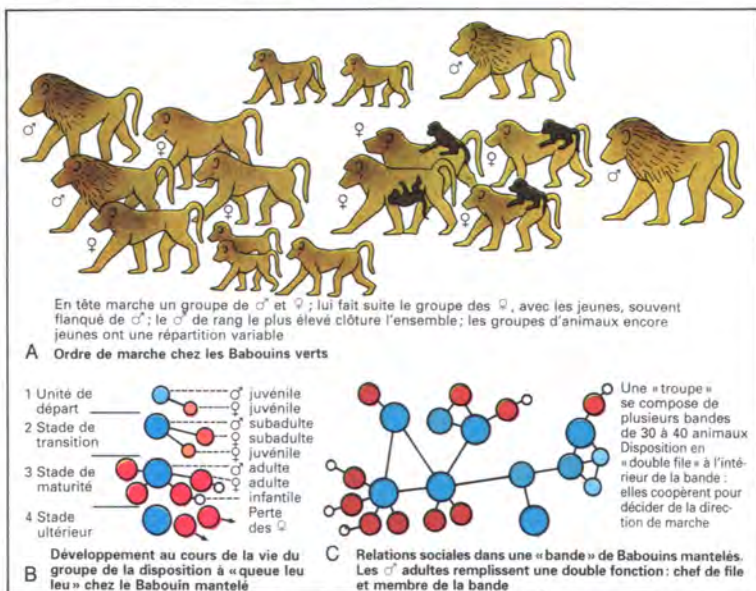 ♂
♂
♀
♀
♀
♀
♂
♀
♂
♀
♀
♀
En tête marche un groupe de ♂ et ♀ ; lui fait suite le groupe des ♀, avec les jeunes, souvent
flanqué de ♂ ; le ♂ de rang le plus élevé clôture l'ensemble ; les groupes d'animaux encore
jeunes ont une répartition variable
A Ordre de marche chez les Babouins verts
1 Unité de
départ
2 Stade de
transition
3 Stade de
maturité
4 Stade
ultérieur
♂ juvénile
♀ juvénile
♂ subadulte
♀ subadulte
♀ juvénile
♂ adulte
♀ adulte
infantile
Perte
des ♀
B Développement au cours de la vie du
groupe de la disposition à « queue leu
leu » chez le Babouin mantelé
Une « troupe »
se compose de
plusieurs bandes
de 30 à 40 animaux
Disposition en
« double file » à l'inté-
rieur de la bande :
elles coopèrent pour
décider de la direc-
tion de marche
C Relations sociales dans une « bande » de Babouins mantelés.
Les ♂ adultes remplissent une double fonction : chef de file
et membre de la bande